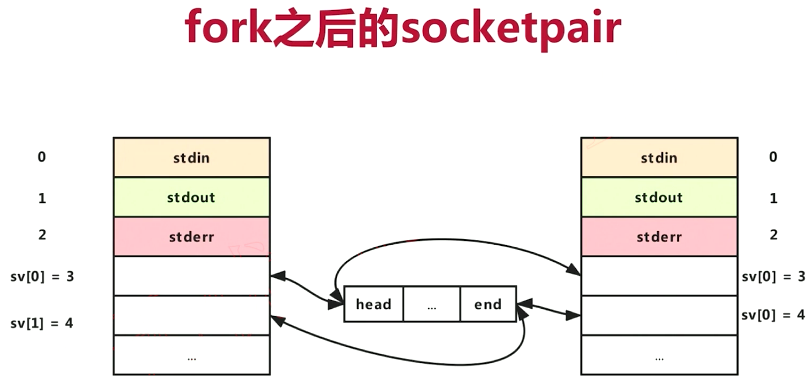 fork之后的socketpair
0 stdin stdin 0
1 stdout stdout 1
2 stderr stderr 2
sv[0] = 3 sv[0] = 3
head ... end
sv[1] = 4 sv[0] = 4
... ...